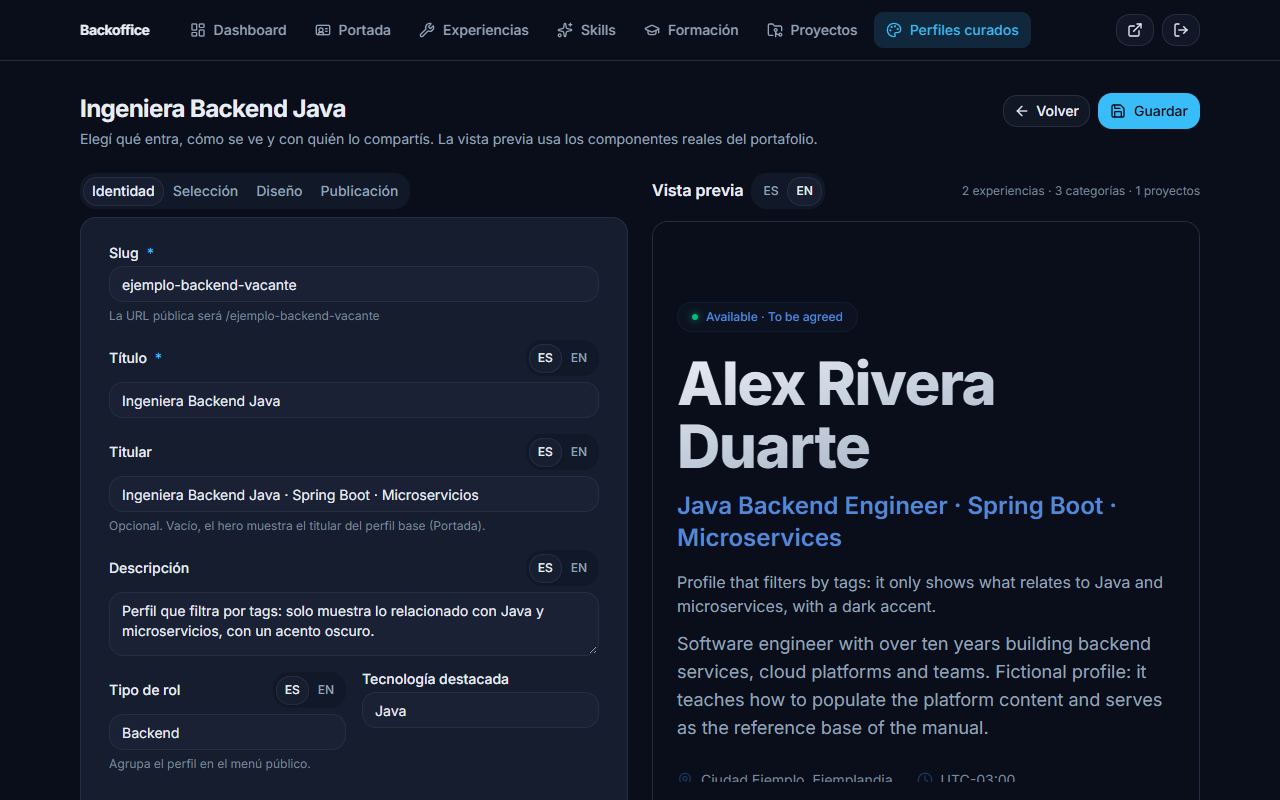 Backoffice
Dashboard
Portada
Experiencias
Skills
Formación
Proyectos
Perfiles curados
Ingeniera Backend Java
Elegí qué entra, cómo se ve y con quién lo compartís. La vista previa usa los componentes reales del portafolio.
Volver
Guardar
Identidad
Selección
Diseño
Publicación
Slug *
ejemplo-backend-vacante
La URL pública será /ejemplo-backend-vacante
Título *
ES EN
Ingeniera Backend Java
Titular
ES EN
Ingeniera Backend Java · Spring Boot · Microservicios
Opcional. Vacío, el hero muestra el titular del perfil base (Portada).
Descripción
ES EN
Perfil que filtra por tags: solo muestra lo relacionado con Java y
microservicios, con un acento oscuro.
Tipo de rol
ES EN
Backend
Agrupa el perfil en el menú público.
Tecnología destacada
Java
Vista previa
ES EN
2 experiencias · 3 categorías · 1 proyectos
Available · To be agreed
Alex Rivera
Duarte
Java Backend Engineer · Spring Boot ·
Microservices
Profile that filters by tags: it only shows what relates to Java and
microservices, with a dark accent.
Software engineer with over ten years building backend
services, cloud platforms and teams. Fictional profile: it
teaches how to populate the platform content and serves
as the reference base of the manual.
Ciudad Ejemplo, Ejemplandia
UTC-03:00